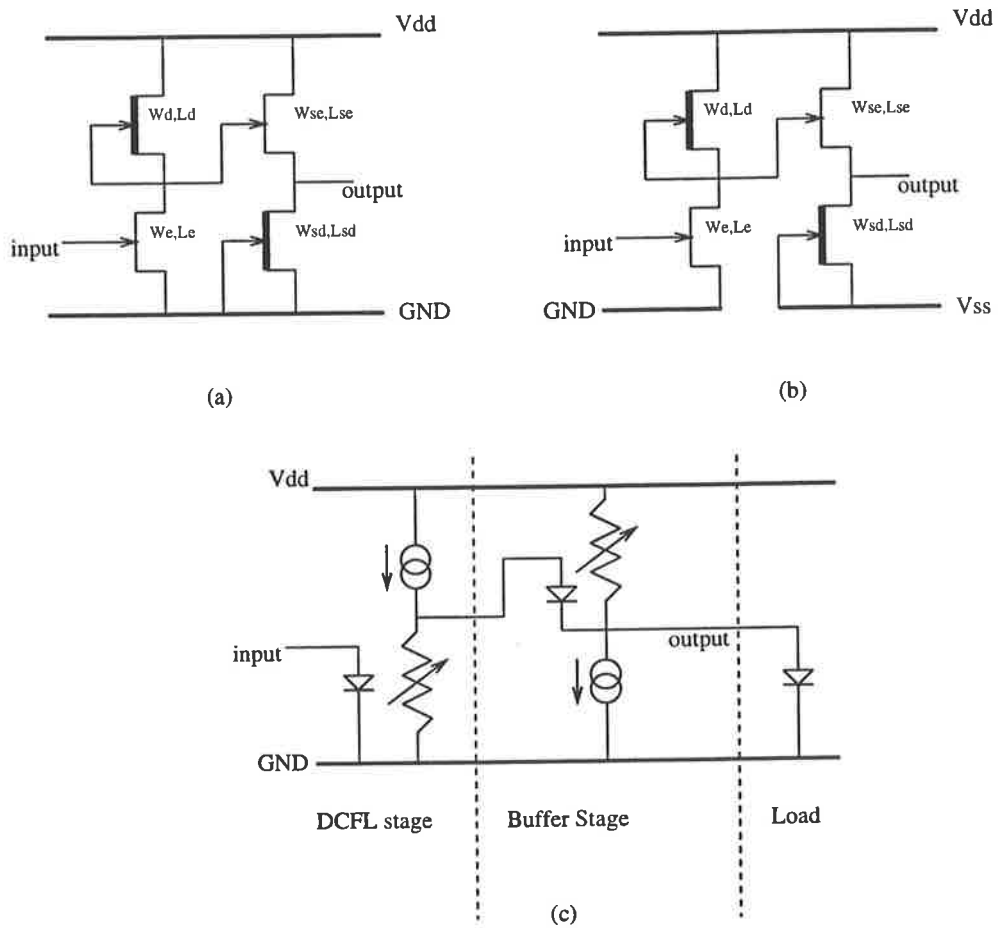 Vdd
Wd,Ld
Wse,Lse
output
input
We,Le
Wsd,Lsd
GND
(a)
Vdd
Wd,Ld
Wse,Lse
output
input
We,Le
Wsd,Lsd
GND
Vss
(b)
Vdd
input
output
GND
DCFL stage
Buffer Stage
Load
(c)